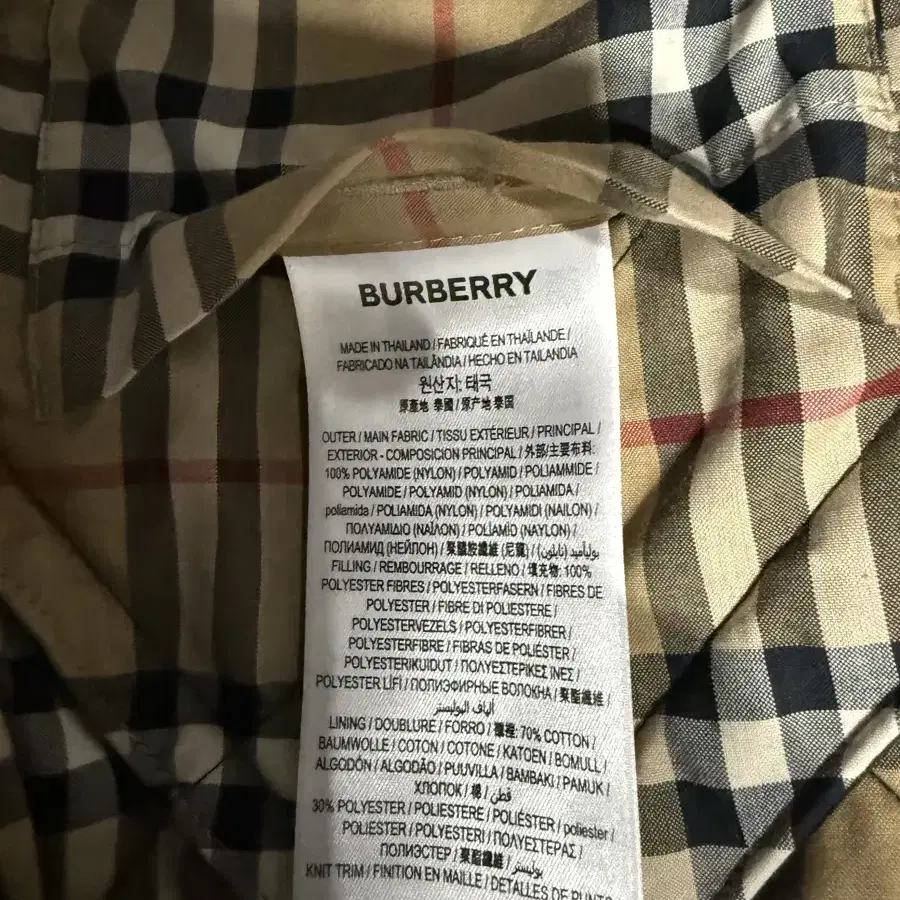 BURBERRY
MADE IN THAILAND / FABRIQUÉ EN THAÏLANDE /
FABRICADO NA TAILÂNDIA / HECHO EN TAILANDIA
원산지: 태국
原產地 泰國 / 原产地 泰国
OUTER / MAIN FABRIC / TISSU EXTÉRIEUR / PRINCIPAL /
EXTERIOR - COMPOSICION PRINCIPAL / 外部/主要布料:
100% POLYAMIDE (NYLON) / POLYAMID / POLIAMMIDE /
POLYAMIDE / POLYAMID (NYLON) / POLIAMIDA /
poliamida / POLIAMIDA (NYLON) / POLYAMIDI (NAILON) /
ΠΟΛΥΑΜΙΔΙΟ (ΝΑΪΛΟΝ) / POLİAMİD (NAYLON) /
ПОЛИАМИД (НЕЙЛОН) / 聚醯胺纖維 (尼龍) / بوليأميد (نايلون) /
FILLING / REMBOURRAGE / RELLENO / 填充物: 100%
POLYESTER FIBRES / POLYESTERFASERN / FIBRES DE
POLYESTER / FIBRE DI POLIESTERE /
POLYESTERVEZELS / POLYESTERFIBRER /
POLYESTERFIBRE / FIBRAS DE POLIÉSTER /
POLYESTERIKUIDUT / ΠΟΛΥΕΣΤΕΡΙΚΕΣ ΙΝΕΣ /
POLYESTER LİFİ / ПОЛИЭФИРНЫЕ ВОЛОКНА / 聚酯纖維 /
ألياف البوليستر
LINING / DOUBLURE / FORRO / 襯裡: 70% COTTON /
BAUMWOLLE / COTON / COTONE / KATOEN / BOMULL /
ALGODÓN / ALGODÃO / PUUVILLA / BAMBAKI / PAMUK /
ХЛОПОК / 棉 / قطن /
30% POLYESTER / POLIESTERE / POLIÉSTER / poliester /
POLIÉSTER / POLYESTERI / ΠΟΛΥΕΣΤΕΡΑΣ /
ПОЛИЭСТЕР / 聚酯纖維 / بوليستر /
KNIT TRIM / FINITION EN MAILLE / DETALLES DE PUNTO